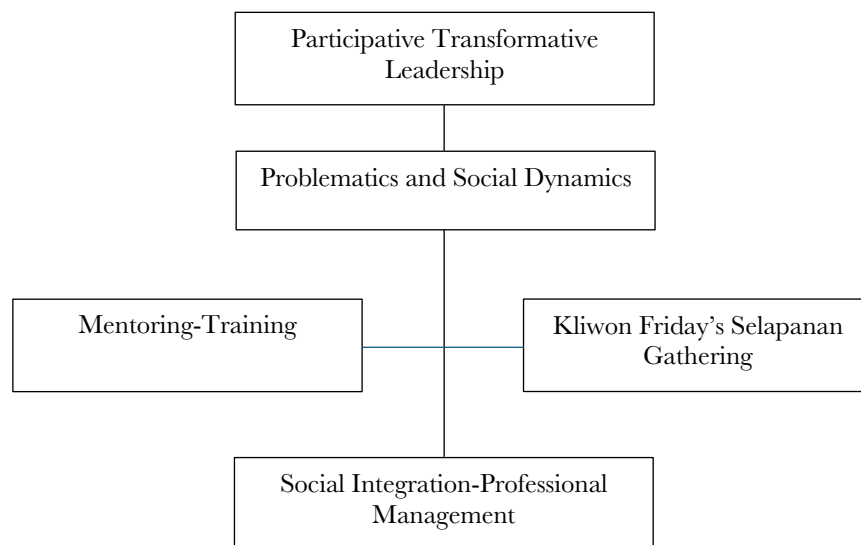 Participative Transformative
Leadership
Problematics and Social Dynamics
Mentoring-Training
Kliwon Friday’s Selapanan
Gathering
Social Integration-Professional
Management